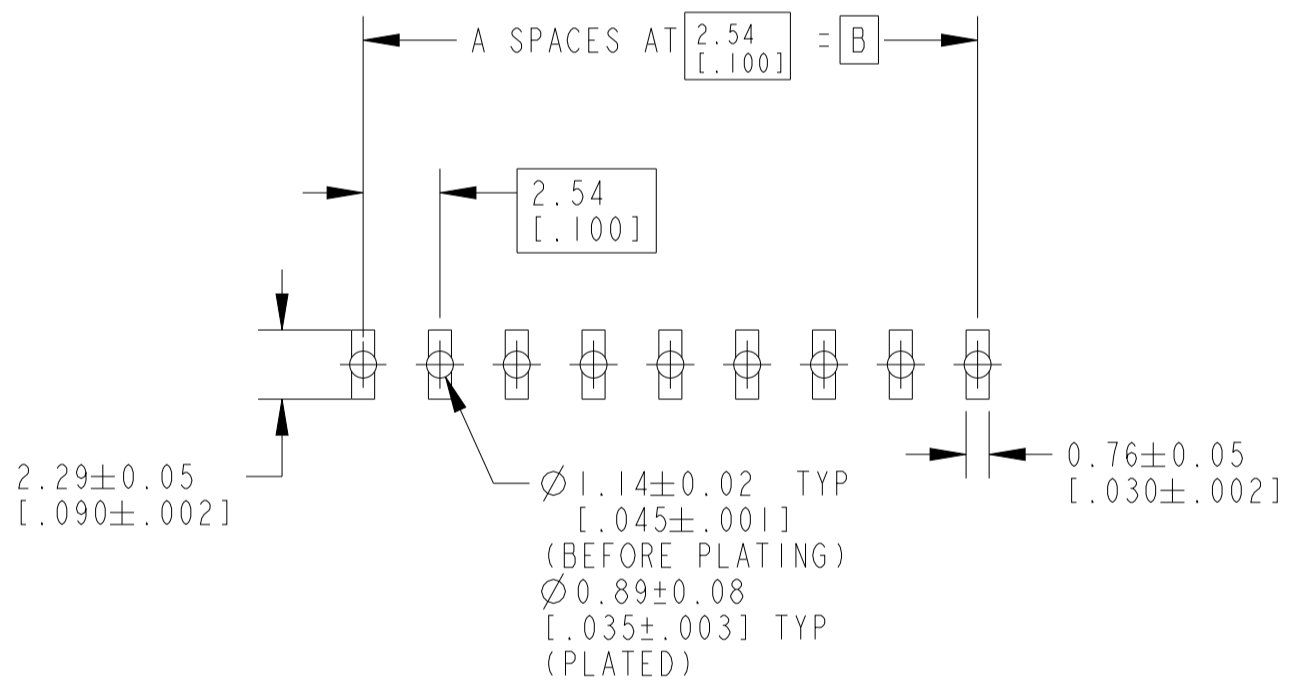 A SPACES AT 2.54 = B
[.100]
2.54
[.100]
2.29±0.05
[.090±.002]
0.76±0.05
[.030±.002]
∅1.14±0.02 TYP
[.045±.001]
(BEFORE PLATING)
∅0.89±0.08
[.035±.003] TYP
(PLATED)